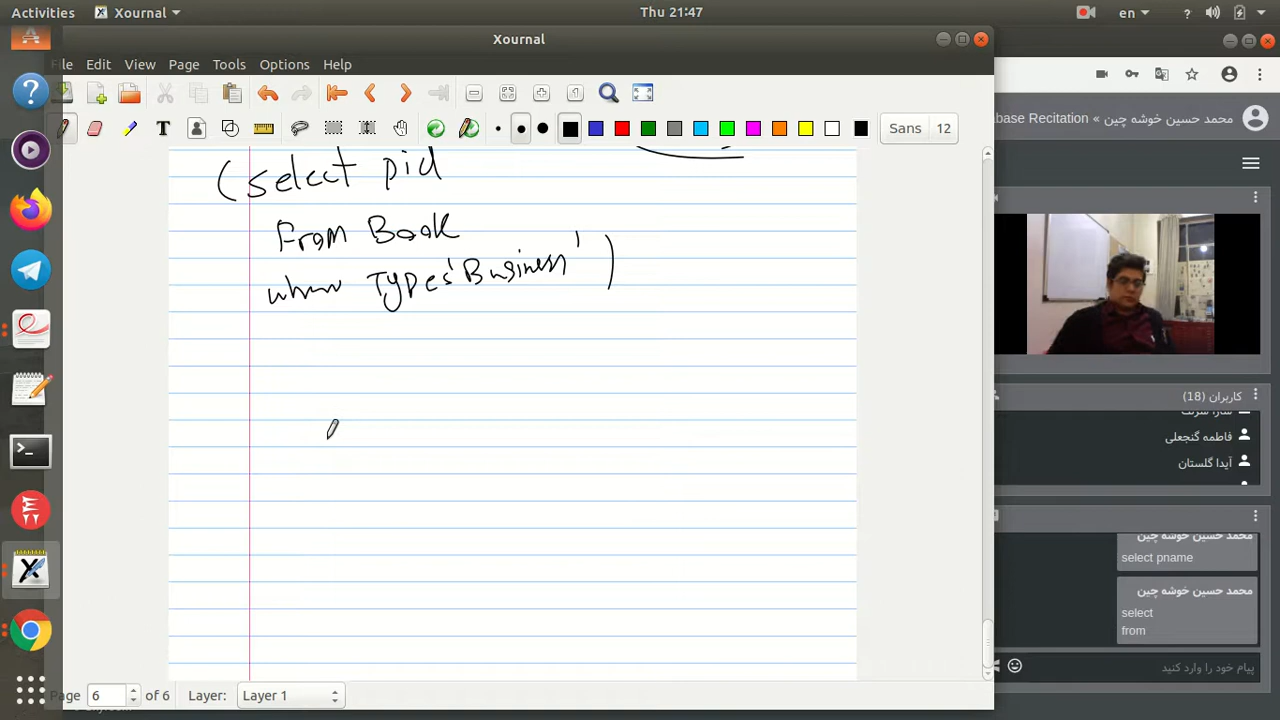 Activities
Xournal
Thu 21:47
en
Xournal
File Edit View Page Tools Options Help
Sans 12
(select pid
From Book
where Type='Business')
Page 6 of 6 Layer: Layer 1
محمد حسین خوشه چین » abase Recitation
کاربران (18)
فاطمه گنجعلی
آیدا گلستان
محمد حسین خوشه چین
select pname
محمد حسین خوشه چین
select
from
پیام خود را وارد کنید